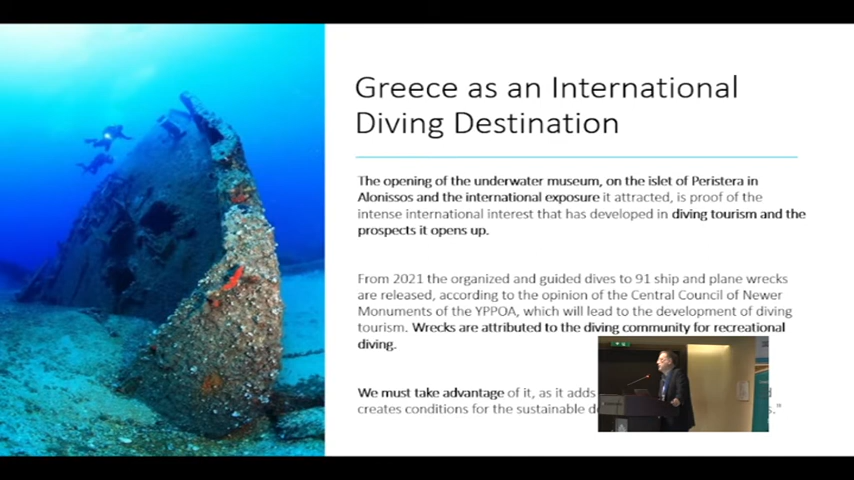 Greece as an International
Diving Destination
The opening of the underwater museum, on the islet of Peristera in
Alonissos and the international exposure it attracted, is proof of the
intense international interest that has developed in diving tourism and the
prospects it opens up.
From 2021 the organized and guided dives to 91 ship and plane wrecks
are released, according to the opinion of the Central Council of Newer
Monuments of the YPPOA, which will lead to the development of diving
tourism. Wrecks are attributed to the diving community for recreational
diving.
We must take advantage of it, as it adds
creates conditions for the sustainable